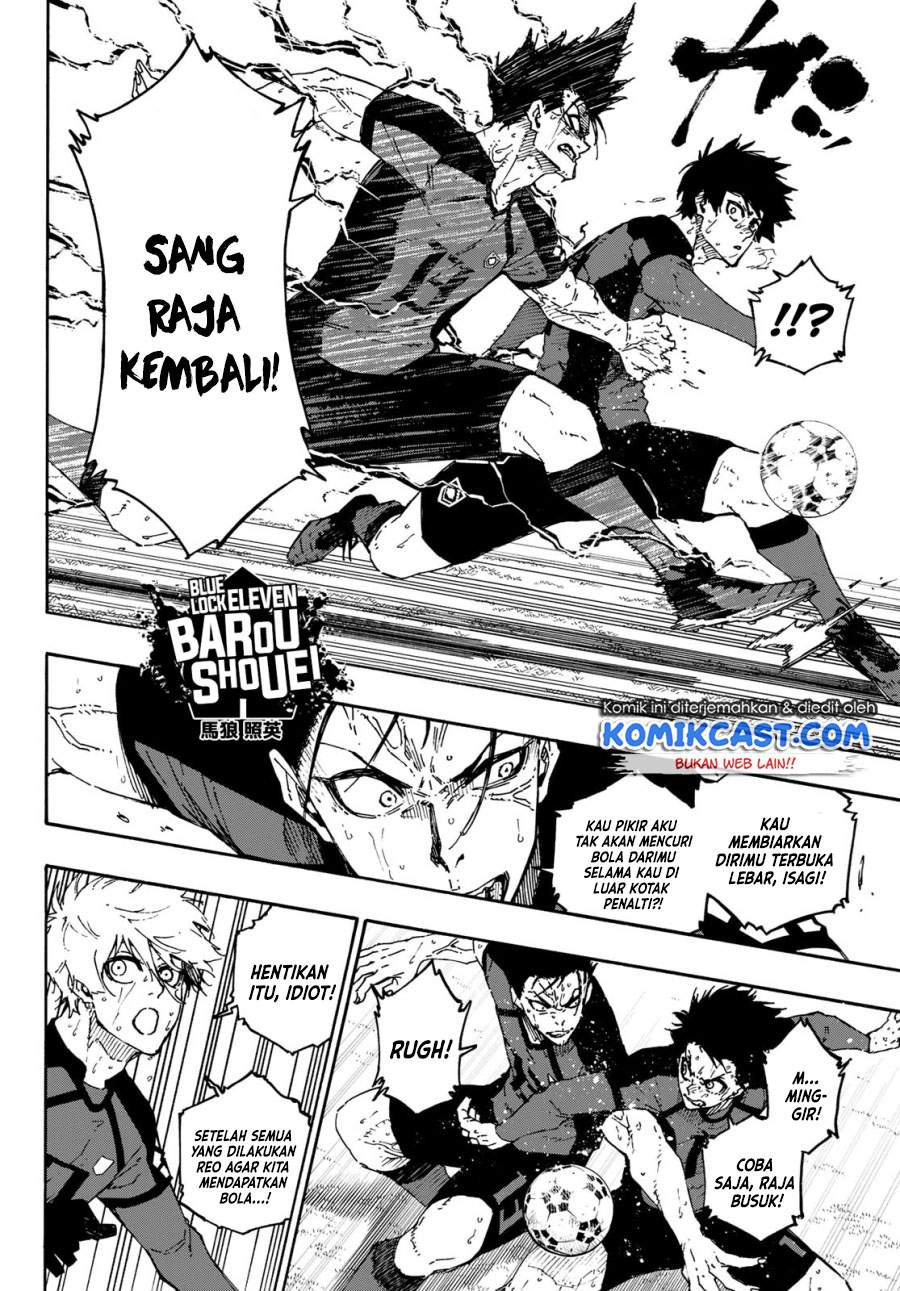 SANG
RAJA
KEMBALI!
!!?
BLUE
LOCK ELEVEN
BAROU
SHOUEI
馬狼 照英
Komik ini diterjemahkan & diedit oleh
KOMIKCAST.COM
BUKAN WEB LAIN!!
KAU
MEMBIARKAN
DIRIMU TERBUKA
LEBAR, ISAGI!
KAU PIKIR AKU
TAK AKAN MENCURI
BOLA DARIMU
SELAMA KAU DI
LUAR KOTAK
PENALTI?!
M...
MING-
GIR!
COBA
SAJA, RAJA
BUSUK!
RUGH!
HENTIKAN
ITU, IDIOT!
SETELAH SEMUA
YANG DILAKUKAN
REO AGAR KITA
MENDAPATKAN
BOLA...!